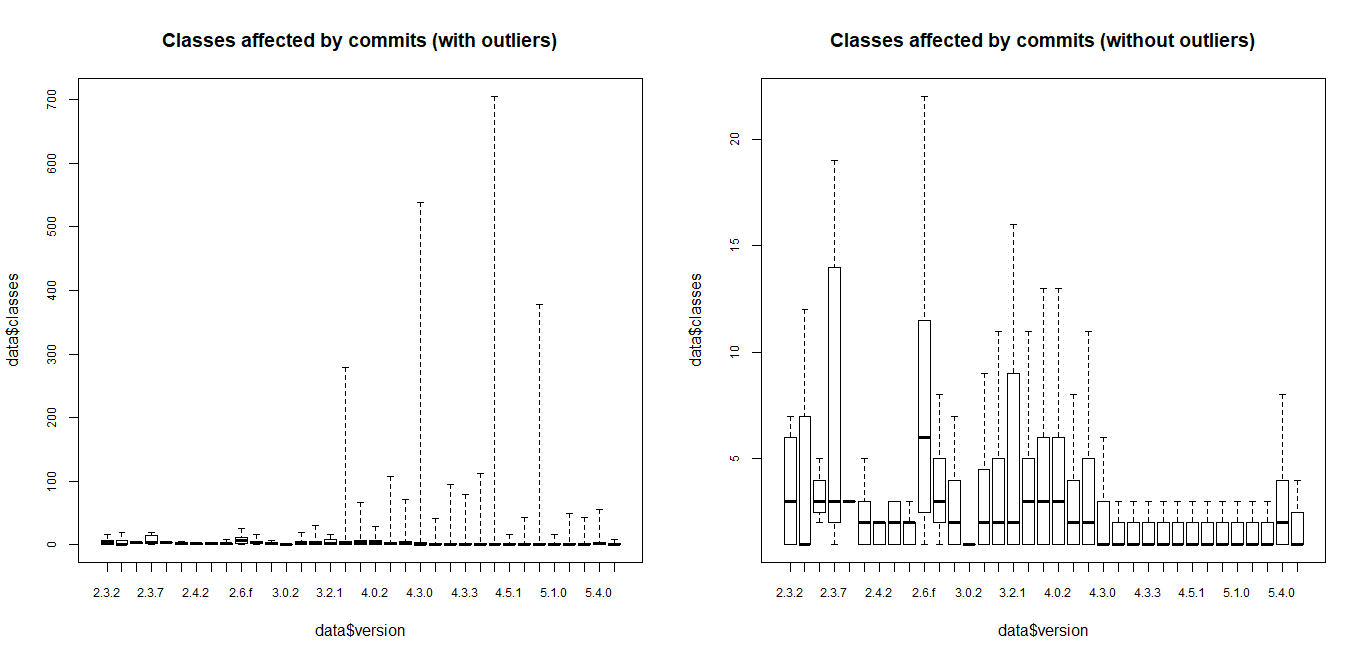 Classes affected by commits (with outliers)
data$classes
700
600
500
400
300
200
100
0
2.3.2 2.3.7 2.4.2 2.6.f 3.0.2 3.2.1 4.0.2 4.3.0 4.3.3 4.5.1 5.1.0 5.4.0
data$version
Classes affected by commits (without outliers)
data$classes
20
15
10
5
2.3.2 2.3.7 2.4.2 2.6.f 3.0.2 3.2.1 4.0.2 4.3.0 4.3.3 4.5.1 5.1.0 5.4.0
data$version